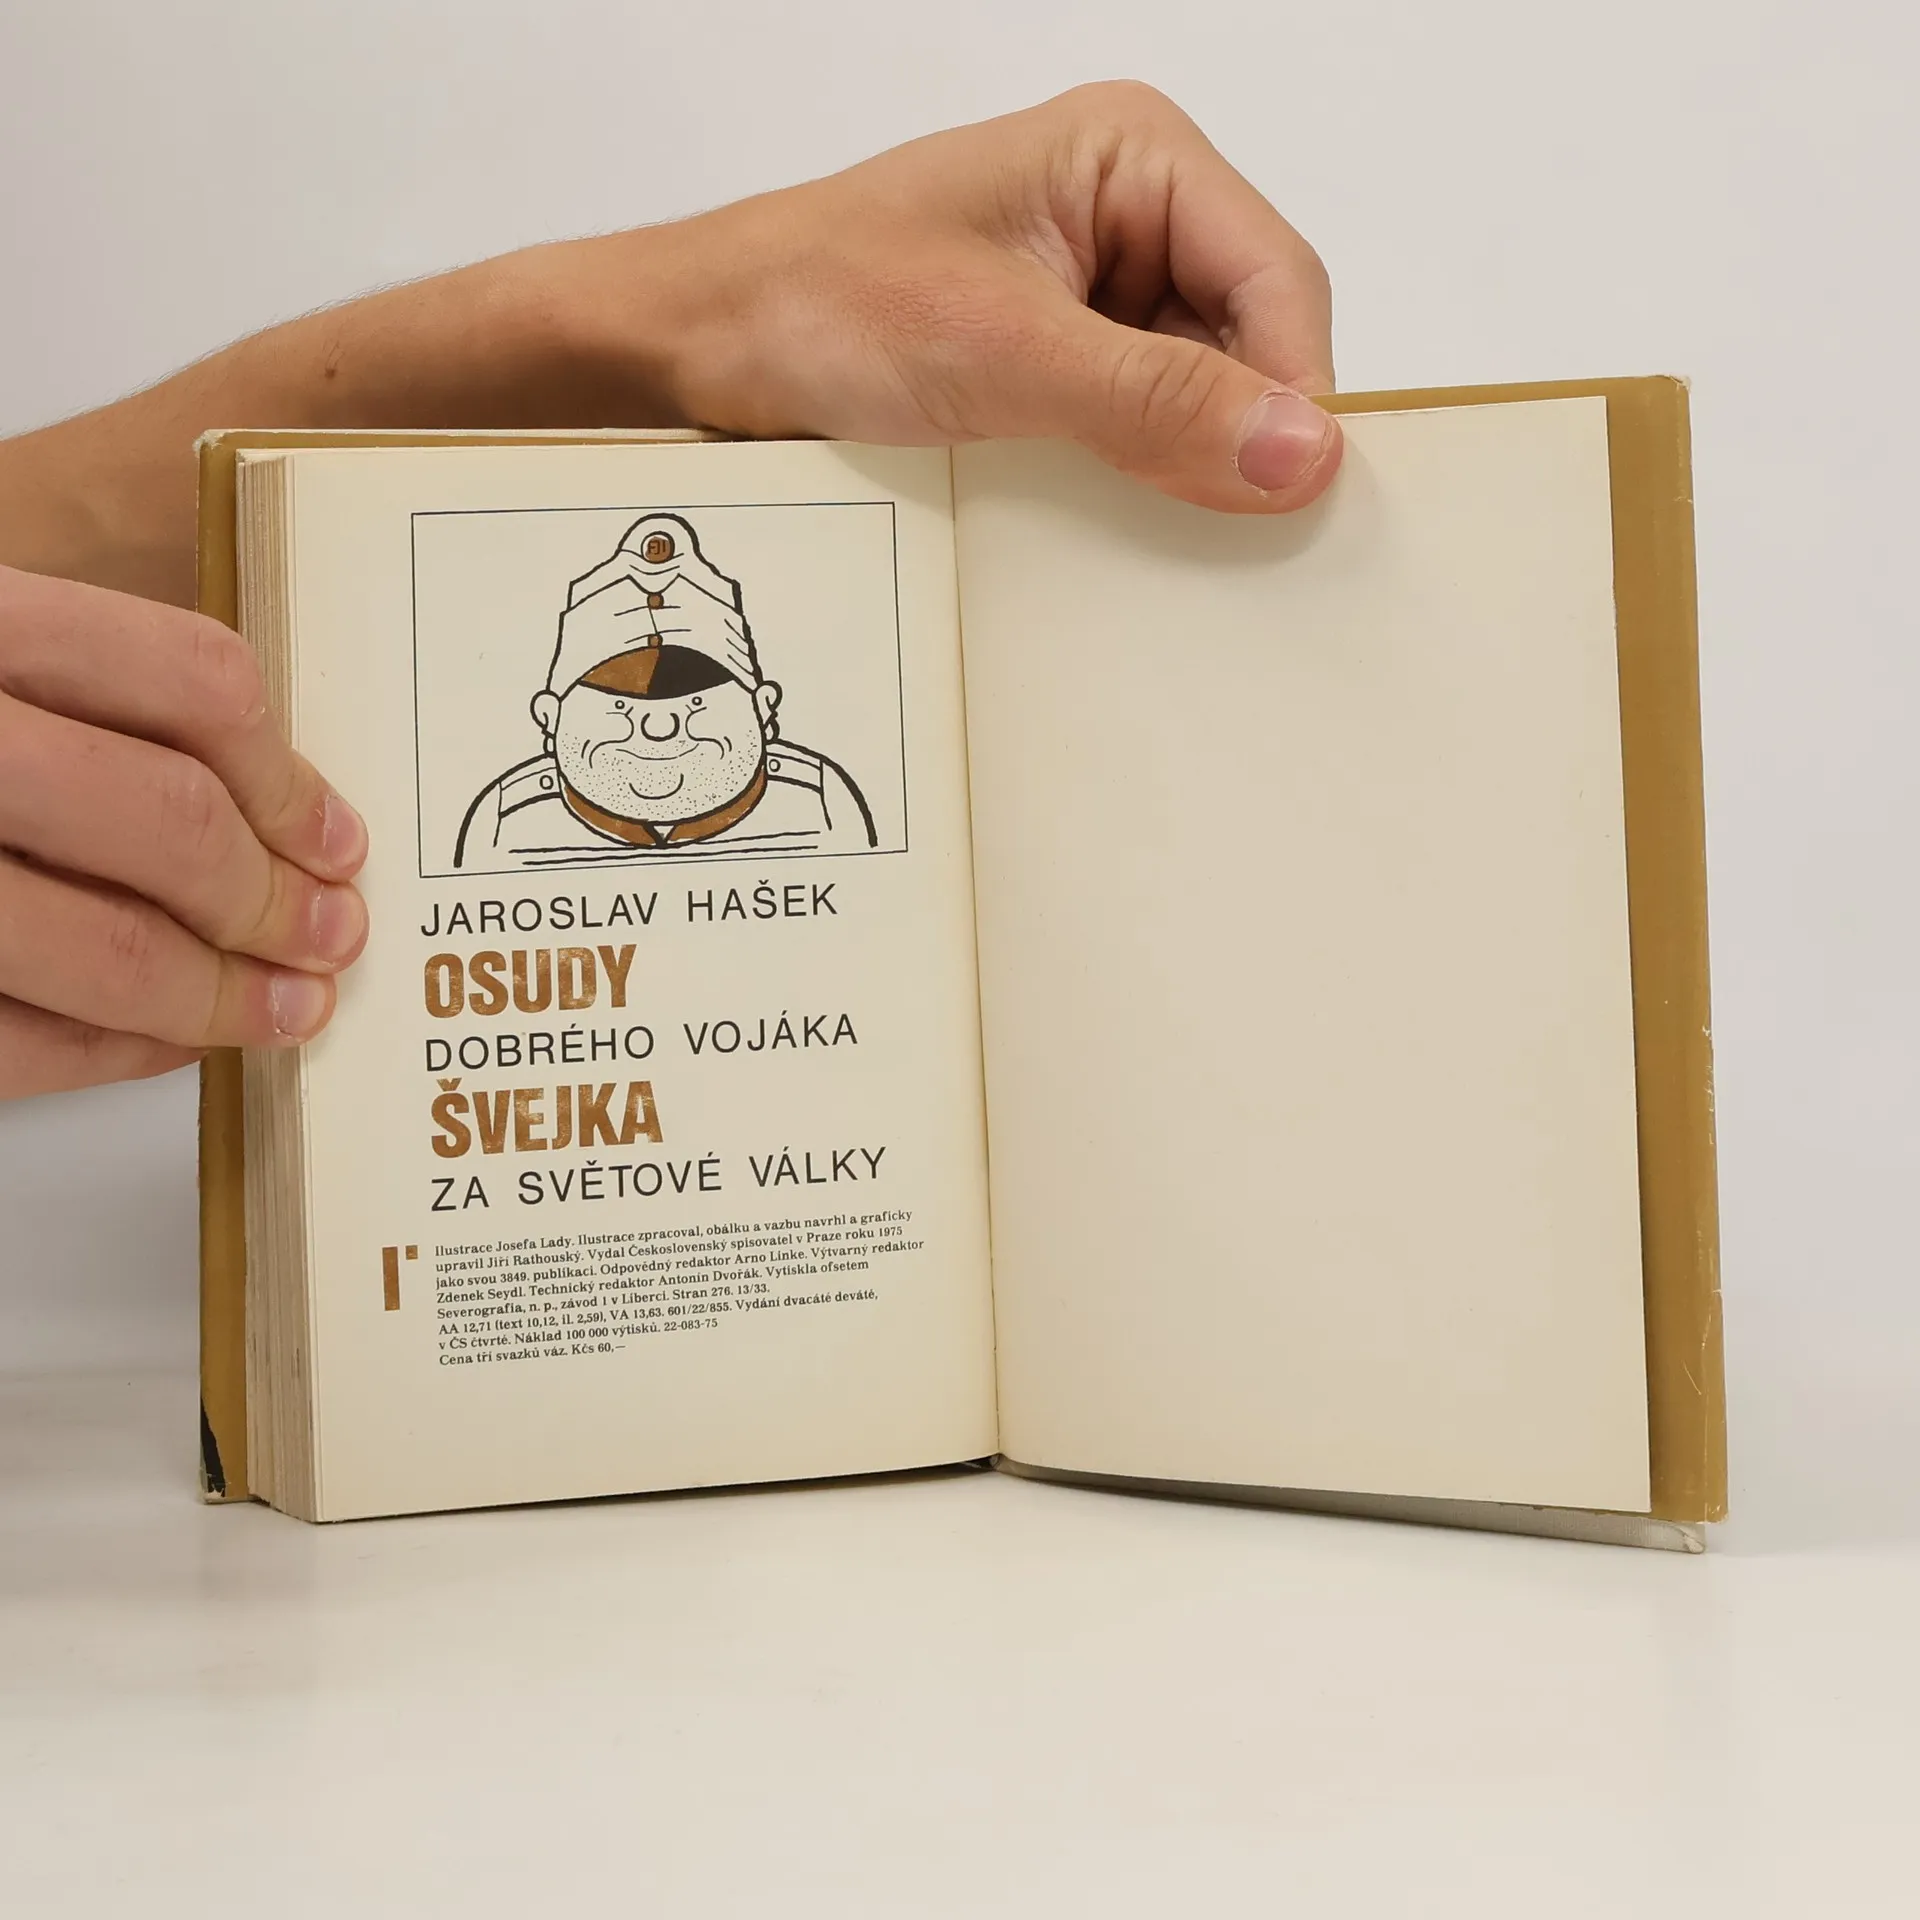 FJI
JAROSLAV HAŠEK
OSUDY
DOBRÉHO VOJÁKA
ŠVEJKA
ZA SVĚTOVÉ VÁLKY
Ilustrace Josefa Lady. Ilustrace zpracoval, obálku a vazbu navrhl a graficky
upravil Jiří Rathouský. Vydal Československý spisovatel v Praze roku 1975
jako svou 3849. publikaci. Odpovědný redaktor Arno Linke. Výtvarný redaktor
Zdenek Seydl. Technický redaktor Antonín Dvořák. Vytiskla ofsetem
Severografia, n. p., závod 1 v Liberci. Stran 276. 13/33.
AA 12,71 (text 10,12, il. 2,59), VA 13,63. 601/22/855. Vydání dvacáté deváté,
v ČS čtvrté. Náklad 100 000 výtisků. 22-083-75
Cena tří svazků váz. Kčs 60,—